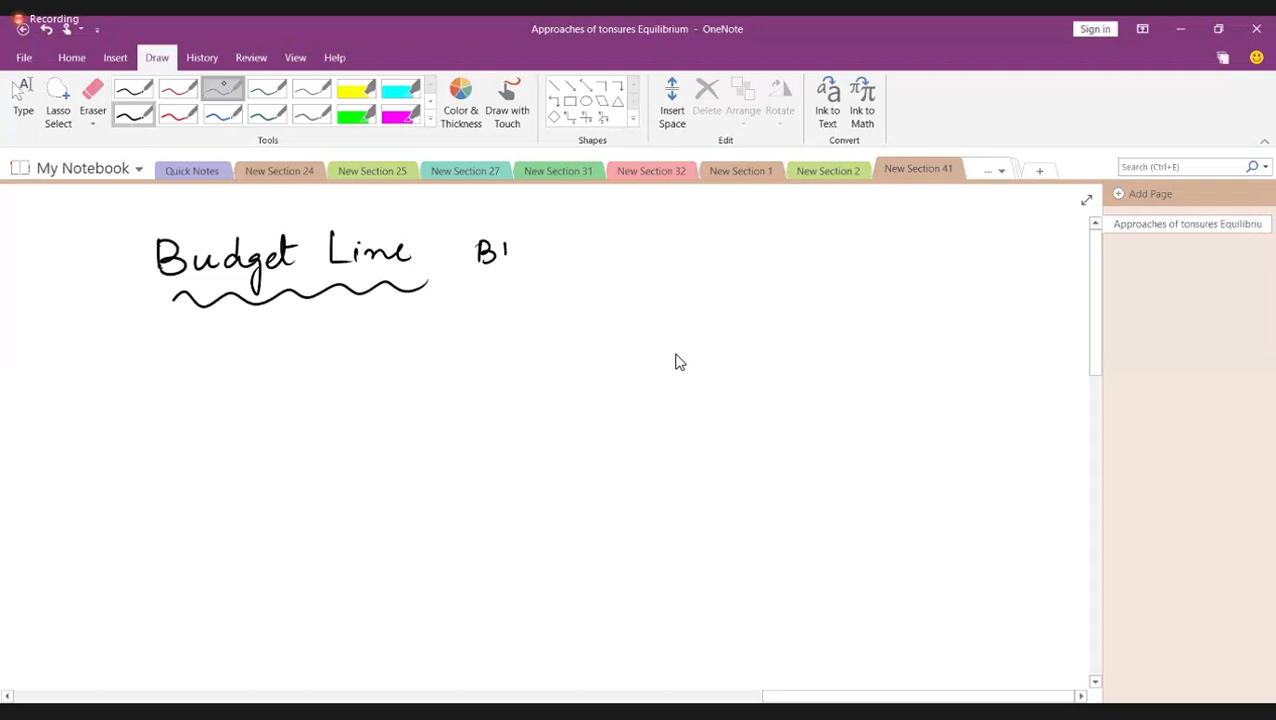 Recording
Approaches of tonsures Equilibrium - OneNote
Sign in
File Home Insert Draw History Review View Help
Type
Lasso Select
Eraser
Color & Thickness
Draw with Touch
Insert Space
Delete
Arrange
Rotate
Ink to Text
Ink to Math
Tools
Shapes
Edit
Convert
My Notebook
Quick Notes
New Section 24
New Section 25
New Section 27
New Section 31
New Section 32
New Section 1
New Section 2
New Section 41
Search (Ctrl+E)
Add Page
Approaches of tonsures Equilibriu
Budget Line